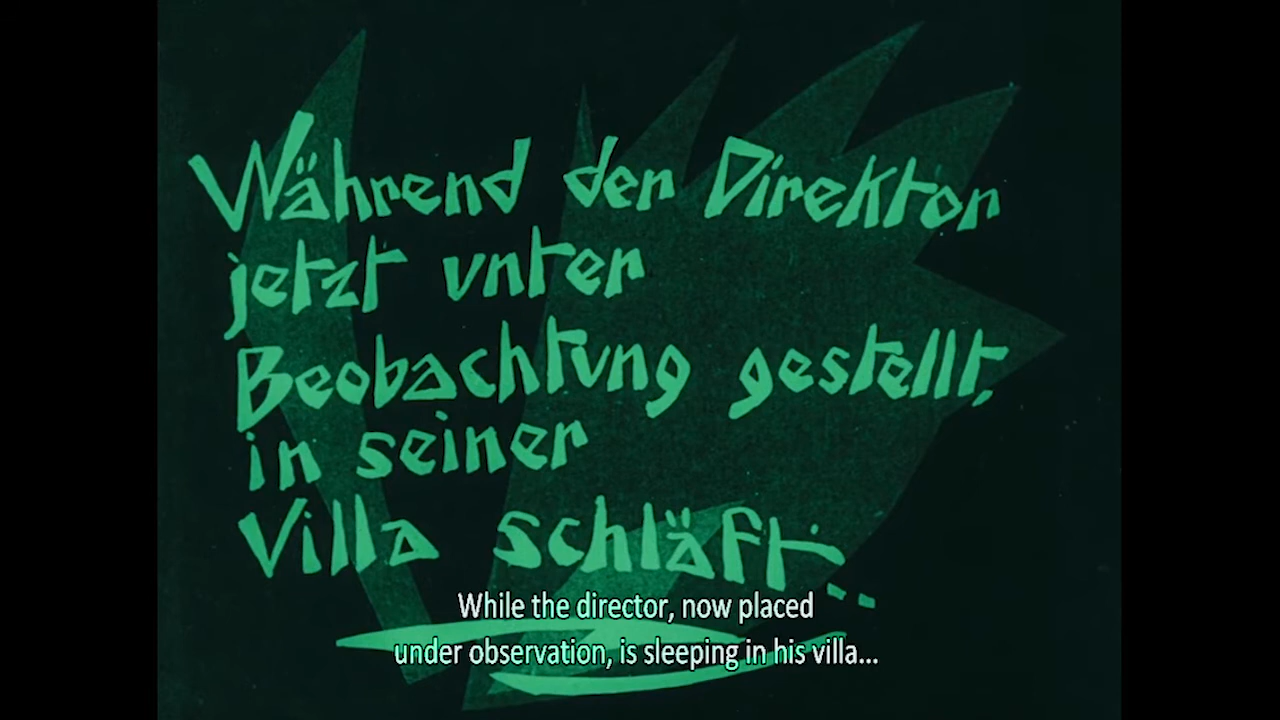 Während der Direktor
jetzt unter
Beobachtung gestellt,
in seiner
Villa schläft...
While the director, now placed
under observation, is sleeping in his villa...